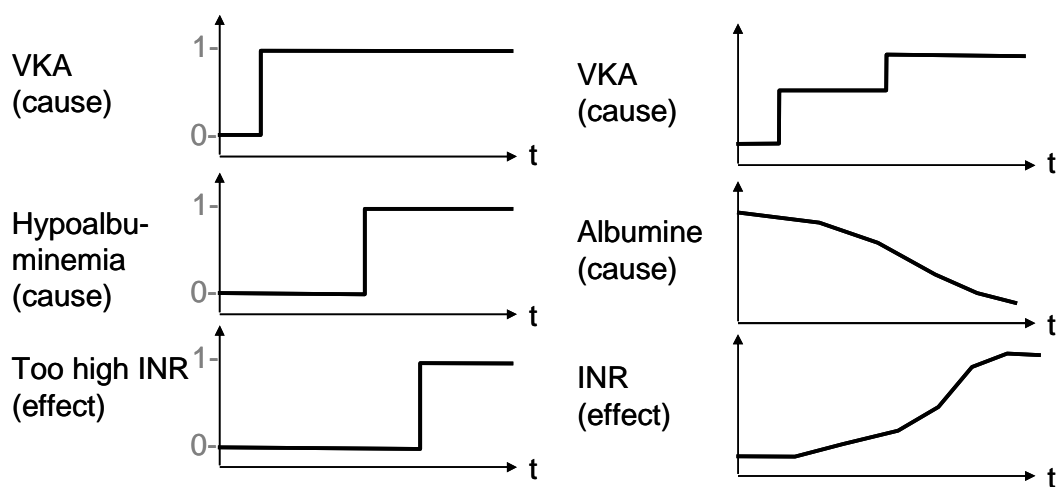 VKA
(cause)
1
0
t
Hypoalbu-
minemia
(cause)
1
0
t
Too high INR
(effect)
1
0
t
VKA
(cause)
t
Albumine
(cause)
t
INR
(effect)
t